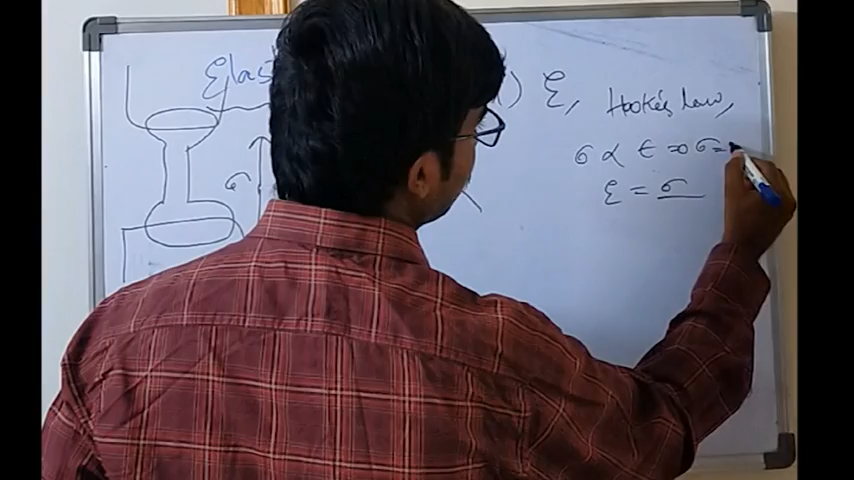 Elas ) ξ, Hooke's law,
σ ∝ ε ⇒ σ =
ξ = σ
σ